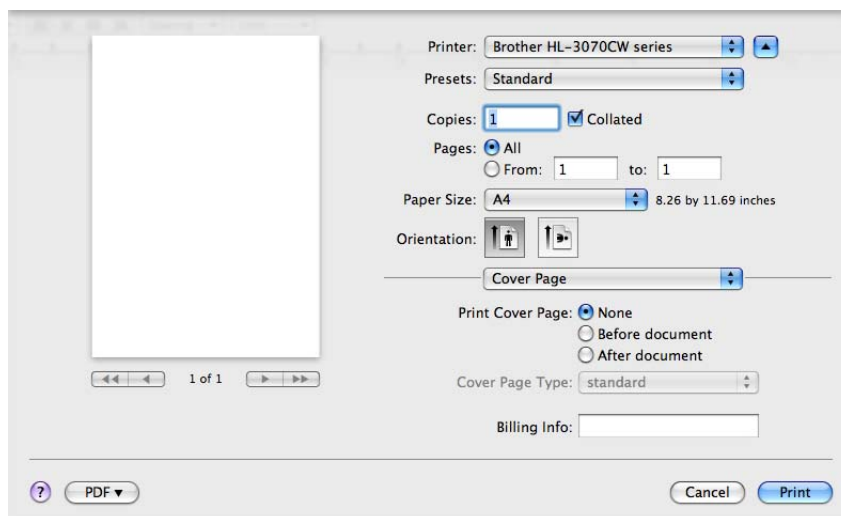 Printer: Brother HL-3070CW series
Presets: Standard
Copies: 1 Collated
Pages: All
From: 1 to: 1
Paper Size: A4 8.26 by 11.69 inches
Orientation:
Cover Page
Print Cover Page: None
Before document
After document
Cover Page Type: standard
Billing Info:
1 of 1
? PDF▼ Cancel Print